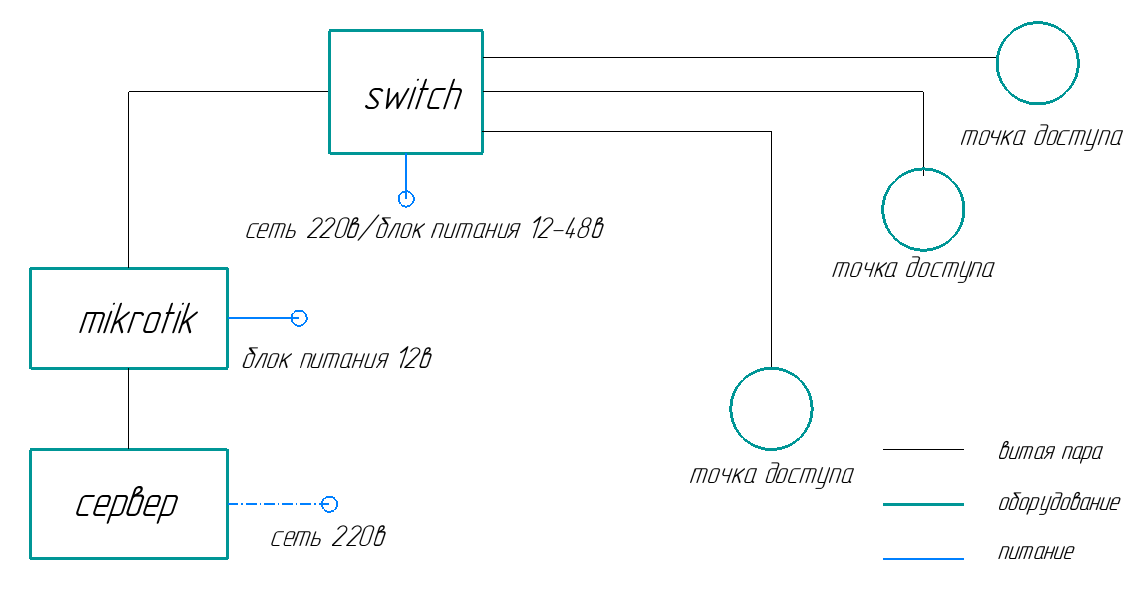 switch
точка доступа
сеть 220в/блок питания 12-48в
точка доступа
mikrotik
блок питания 12в
точка доступа
сервер
сеть 220в
витая пара
оборудование
питание